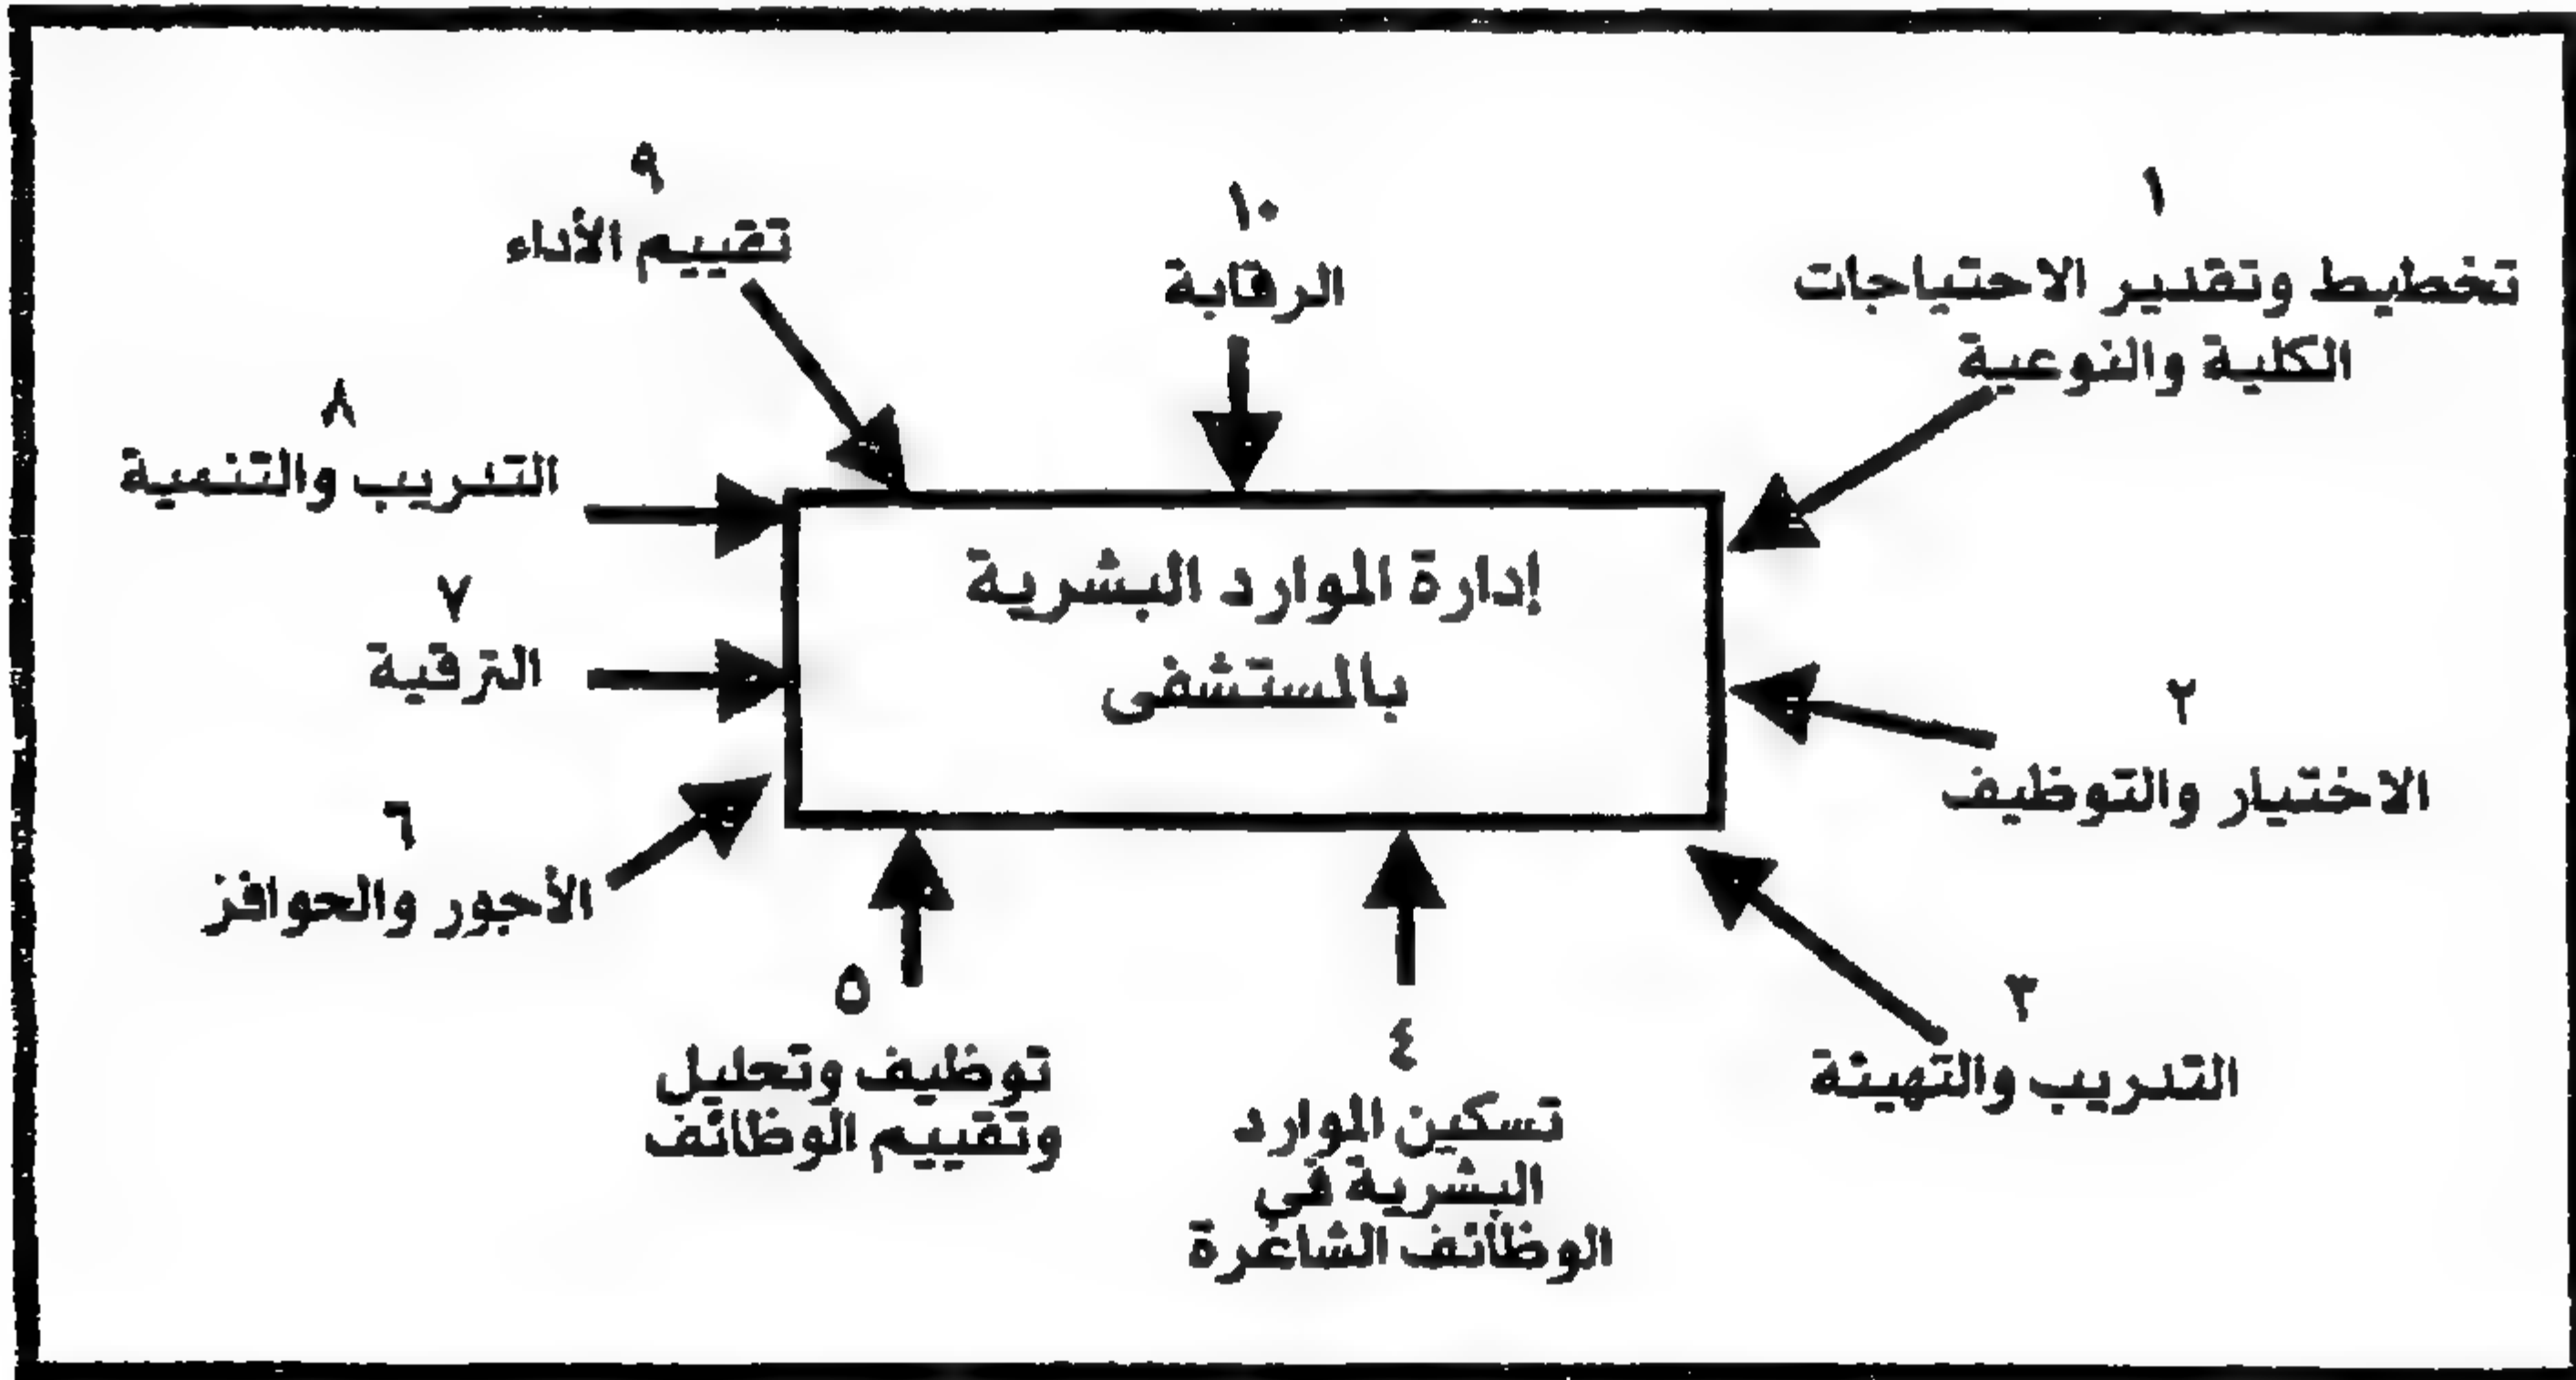 ١
تخطيط وتقدير الاحتياجات
الكلية والنوعية
٢
الاختيار والتوظيف
٣
التدريب والتهيئة
٤
تسكين الموارد
البشرية في
الوظائف الشاغرة
٥
توظيف وتحليل
وتقييم الوظائف
٦
الأجور والحوافز
٧
الترقية
٨
التدريب والتنمية
٩
تقييم الأداء
١٠
الرقابة
إدارة الموارد البشرية
بالمستشفى